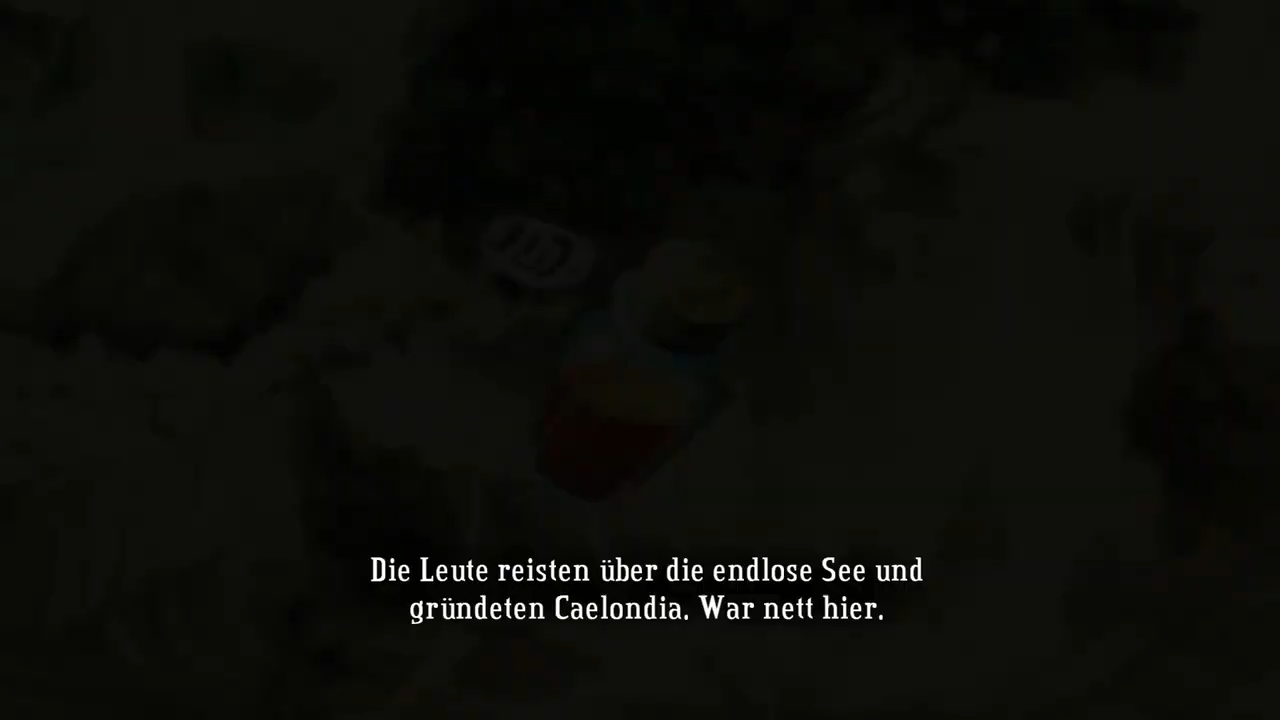 Die Leute reisten über die endlose See und
gründeten Caelondia. War nett hier.